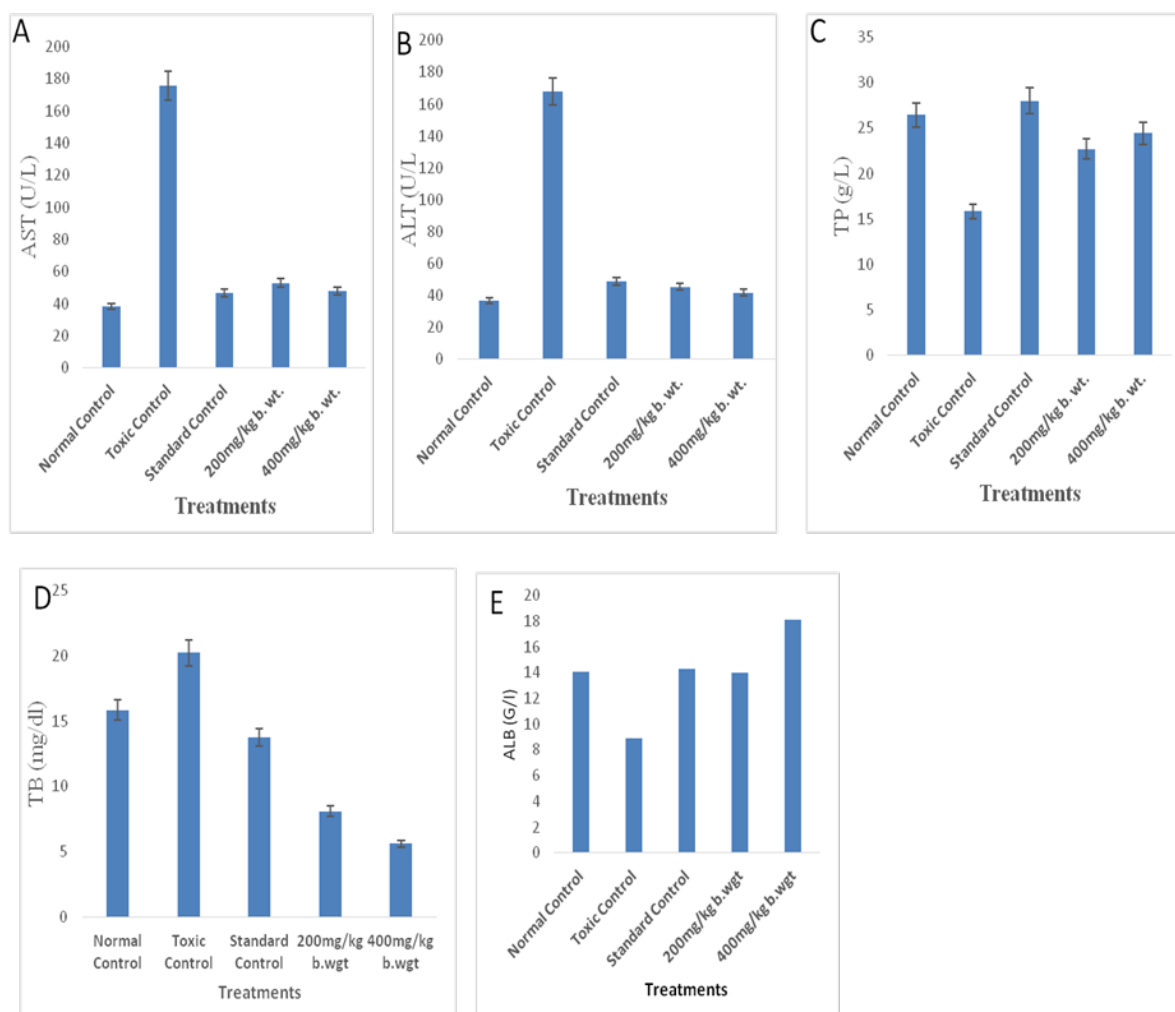 A
AST (U/L)
200
180
160
140
120
100
80
60
40
20
0
Normal Control
Toxic Control
Standard Control
200mg/kg b. wt.
400mg/kg b. wt.
Treatments
B
ALT (U/L
200
180
160
140
120
100
80
60
40
20
0
Normal Control
Toxic Control
Standard Control
200mg/kg b. wt.
400mg/kg b. wt.
Treatments
C
TP (g/L)
35
30
25
20
15
10
5
0
Normal Control
Toxic Control
Standard Control
200mg/kg b. wt.
400mg/kg b. wt.
Treatments
D
TB (mg/dl)
25
20
15
10
5
0
Normal
Control
Toxic
Control
Standard
Control
200mg/kg
b.wgt
400mg/kg
b.wgt
Treatments
E
ALB (G/l)
20
18
16
14
12
10
8
6
4
2
0
Normal Control
Toxic Control
Standard Control
200mg/kg b.wgt
400mg/kg b.wgt
Treatments